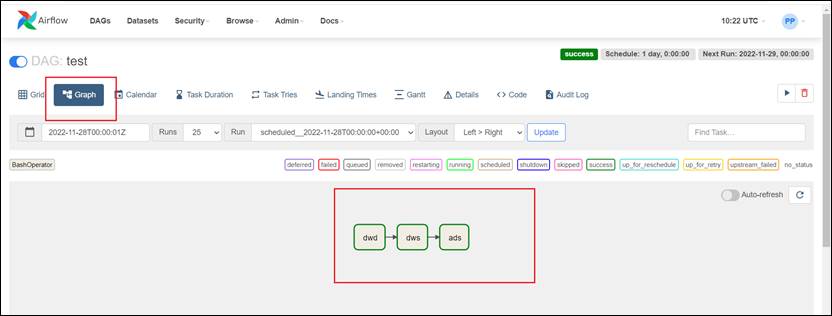 Airflow DAGs Datasets Security Browse Admin Docs 10:22 UTC PP
DAG: test success Schedule: 1 day, 0:00:00 Next Run: 2022-11-29, 00:00:00
Grid Graph Calendar Task Duration Task Tries Landing Times Gantt Details Code Audit Log
2022-11-28T00:00:01Z Runs 25 Run scheduled__2022-11-28T00:00:00+00:00 Layout Left > Right Update Find Task...
BashOperator deferred failed queued removed restarting running scheduled shutdown skipped success up_for_reschedule up_for_retry upstream_failed no_status
Auto-refresh
dwd dws ads